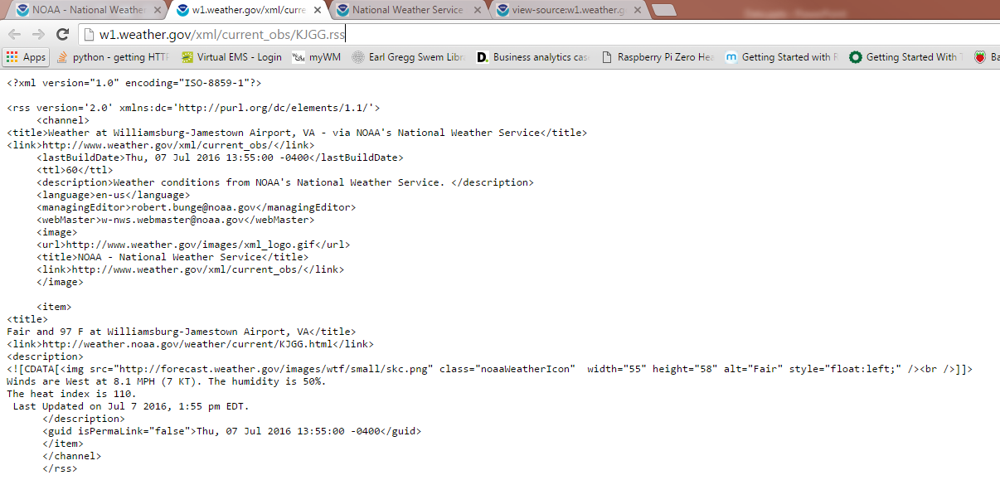 NOAA - National Weather
w1.weather.gov/xml/curre
National Weather Service
view-source:w1.weather.g
w1.weather.gov/xml/current_obs/KJGG.rss
Apps
python - getting HTT
Virtual EMS - Login
myWM
Earl Gregg Swem Libr
Business analytics cas
Raspberry Pi Zero Hea
Getting Started with R
Getting Started With T
Ba
<?xml version="1.0" encoding="ISO-8859-1"?>
<rss version='2.0' xmlns:dc='http://purl.org/dc/elements/1.1/'>
<channel>
<title>Weather at Williamsburg-Jamestown Airport, VA - via NOAA's National Weather Service</title>
<link>http://www.weather.gov/xml/current_obs/</link>
<lastBuildDate>Thu, 07 Jul 2016 13:55:00 -0400</lastBuildDate>
<ttl>60</ttl>
<description>Weather conditions from NOAA's National Weather Service. </description>
<language>en-us</language>
<managingEditor>robert.bunge@noaa.gov</managingEditor>
<webMaster>w-nws.webmaster@noaa.gov</webMaster>
<image>
<url>http://www.weather.gov/images/xml_logo.gif</url>
<title>NOAA - National Weather Service</title>
<link>http://www.weather.gov/xml/current_obs/</link>
</image>
<item>
<title>
Fair and 97 F at Williamsburg-Jamestown Airport, VA</title>
<link>http://weather.noaa.gov/weather/current/KJGG.html</link>
<description>
<![CDATA[<img src="http://forecast.weather.gov/images/wtf/small/skc.png" class="noaaWeatherIcon"  width="55" height="58" alt="Fair" style="float:left;" /><br />]]>
Winds are West at 8.1 MPH (7 KT). The humidity is 50%.
The heat index is 110.
Last Updated on Jul 7 2016, 1:55 pm EDT.
</description>
<guid isPermaLink="false">Thu, 07 Jul 2016 13:55:00 -0400</guid>
</item>
</channel>
</rss>